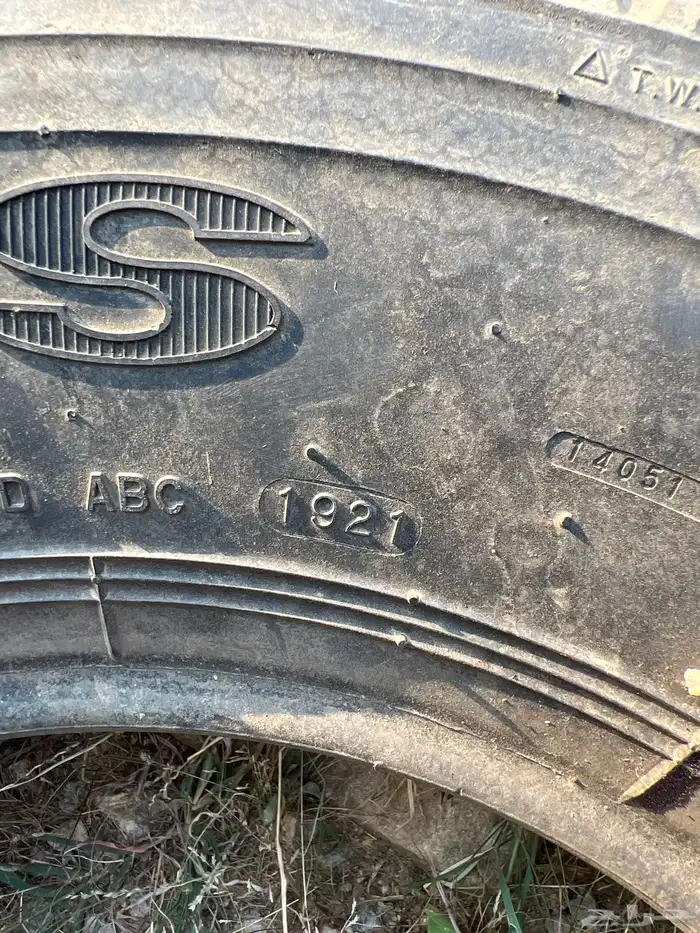 △ T.W.
S
D ABC 1921
14051